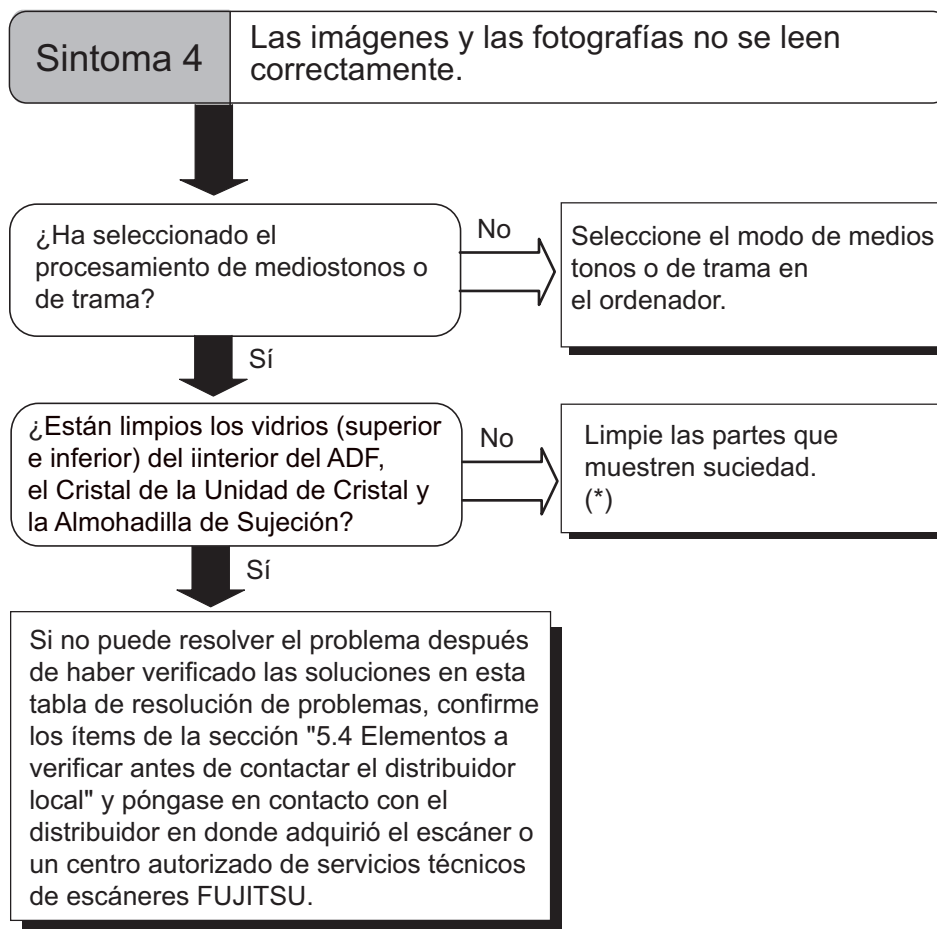 Sintoma 4
Las imágenes y las fotografías no se leen
correctamente.
¿Ha seleccionado el
procesamiento de mediostonos o
de trama?
No
Seleccione el modo de medios
tonos o de trama en
el ordenador.
Sí
¿Están limpios los vidrios (superior
e inferior) del iinterior del ADF,
el Cristal de la Unidad de Cristal y
la Almohadilla de Sujeción?
No
Limpie las partes que
muestren suciedad.
(*)
Sí
Si no puede resolver el problema después
de haber verificado las soluciones en esta
tabla de resolución de problemas, confirme
los ítems de la sección "5.4 Elementos a
verificar antes de contactar el distribuidor
local" y póngase en contacto con el
distribuidor en donde adquirió el escáner o
un centro autorizado de servicios técnicos
de escáneres FUJITSU.